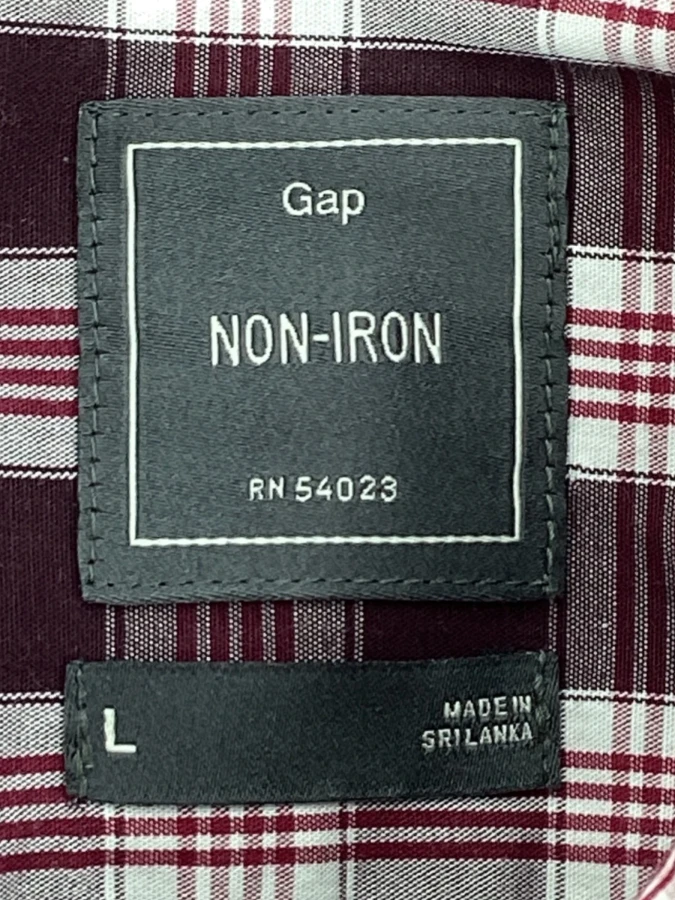 Gap
NON-IRON
RN 54023
L
MADE IN
SRI LANKA